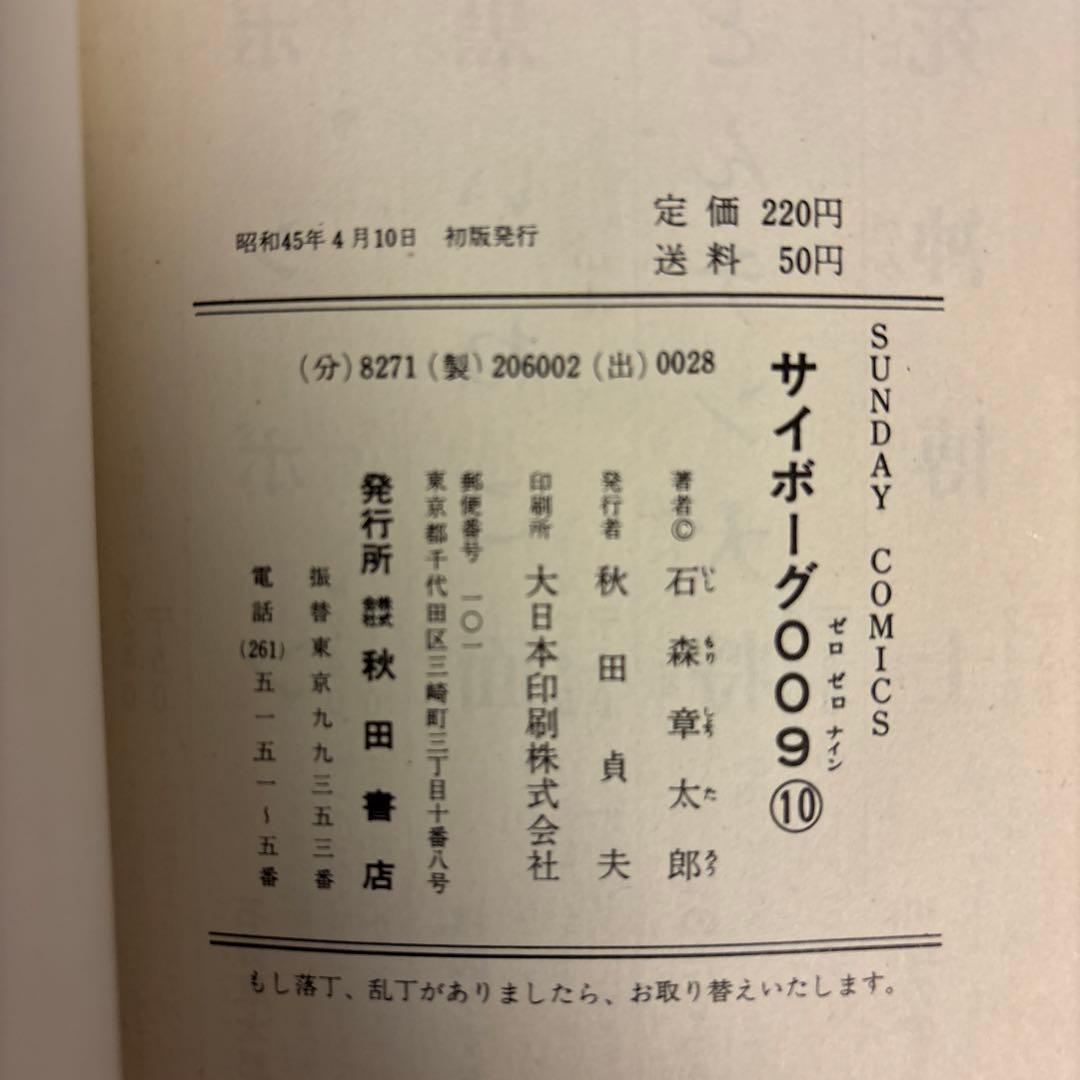 定価 220円
送料 50円
昭和45年4月10日 初版発行
(分)8271(製)206002(出)0028
SUNDAY COMICS
サイボーグ009⑩
ゼロ ゼロ ナイン
著者© 石森章太郎
いし もり しょう た ろう
発行者 秋田貞夫
印刷所 大日本印刷株式会社
郵便番号 一〇一
東京都千代田区三崎町三丁目十番八号
発行所 株式会社 秋田書店
振替東京九九三五三番
電話(261)五一五一~五番
もし落丁、乱丁がありましたら、お取り替えいたします。